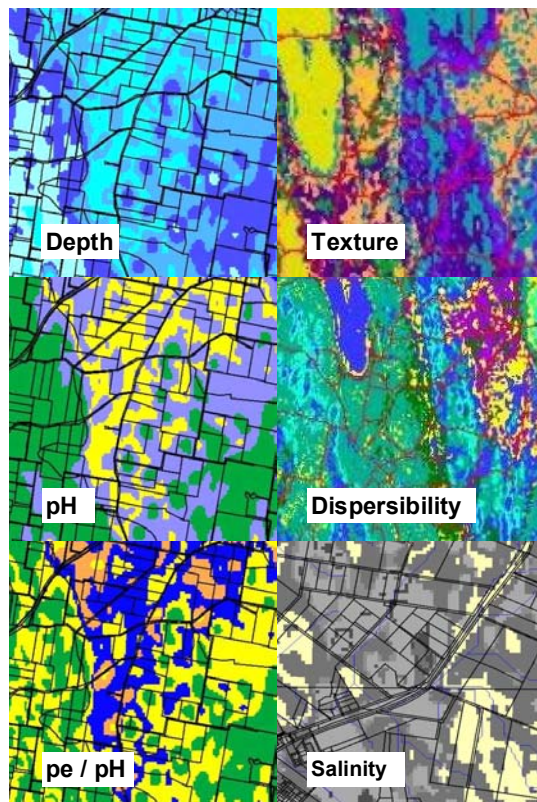 Depth
Texture
pH
Dispersibility
pe / pH
Salinity